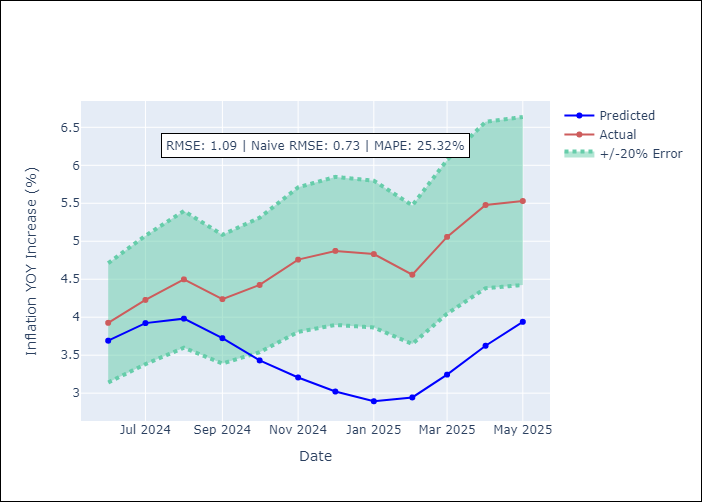 Predicted
Actual
+/-20% Error
RMSE: 1.09 | Naive RMSE: 0.73 | MAPE: 25.32%
Inflation YOY Increase (%)
6.5
6
5.5
5
4.5
4
3.5
3
Jul 2024
Sep 2024
Nov 2024
Jan 2025
Mar 2025
May 2025
Date